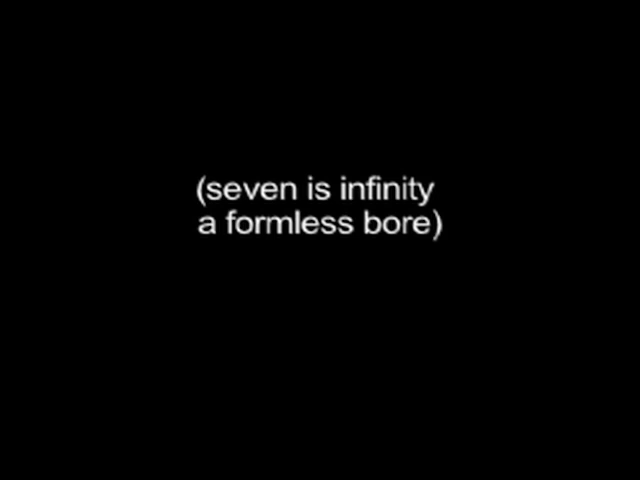 (seven is infinity
a formless bore)